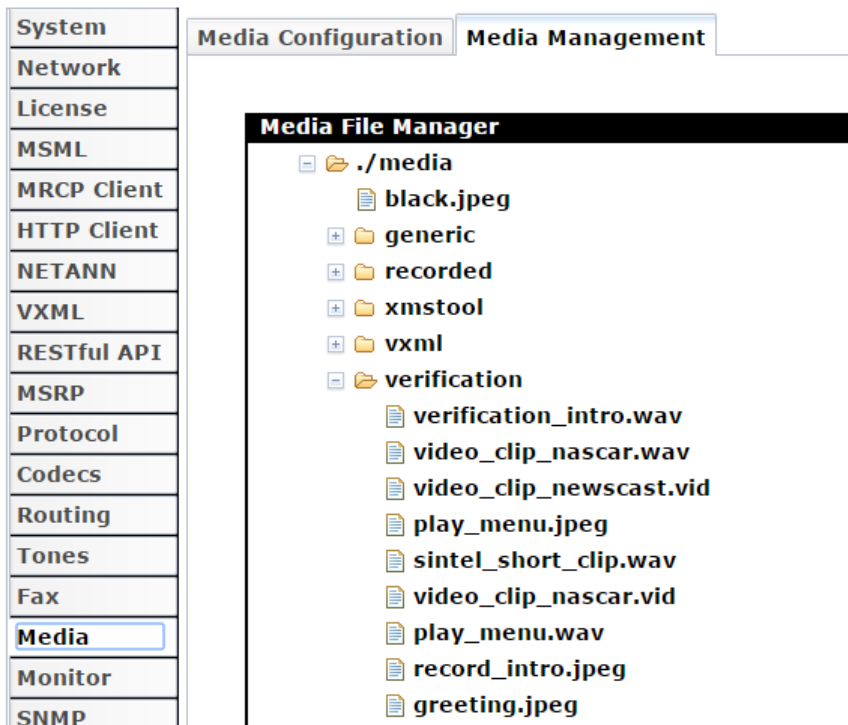 System
Network
License
MSML
MRCP Client
HTTP Client
NETANN
VXML
RESTful API
MSRP
Protocol
Codecs
Routing
Tones
Fax
Media
Monitor
SNMP
Media Configuration
Media Management
Media File Manager
./media
black.jpeg
generic
recorded
xmstool
vxml
verification
verification_intro.wav
video_clip_nascar.wav
video_clip_newscast.vid
play_menu.jpeg
sintel_short_clip.wav
video_clip_nascar.vid
play_menu.wav
record_intro.jpeg
greeting.jpeg